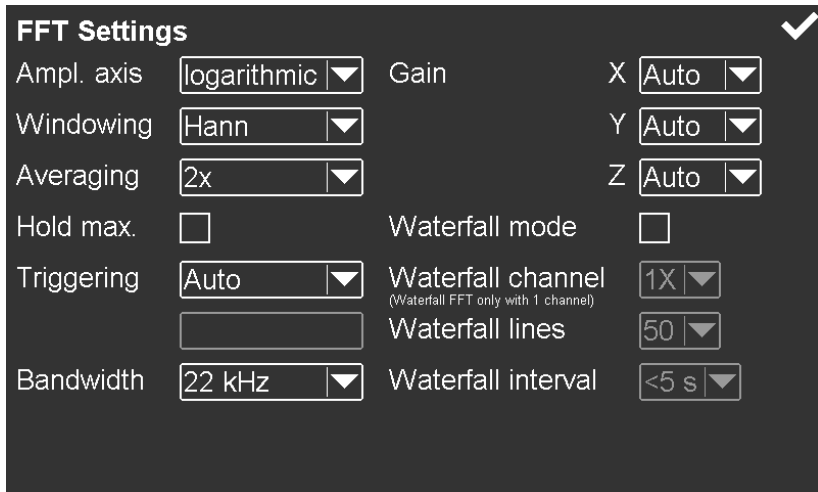 FFT Settings
Ampl. axis logarithmic Gain X Auto
Windowing Hann Y Auto
Averaging 2x Z Auto
Hold max. Waterfall mode
Triggering Auto Waterfall channel 1X
(Waterfall FFT only with 1 channel)
Waterfall lines 50
Bandwidth 22 kHz Waterfall interval <5 s